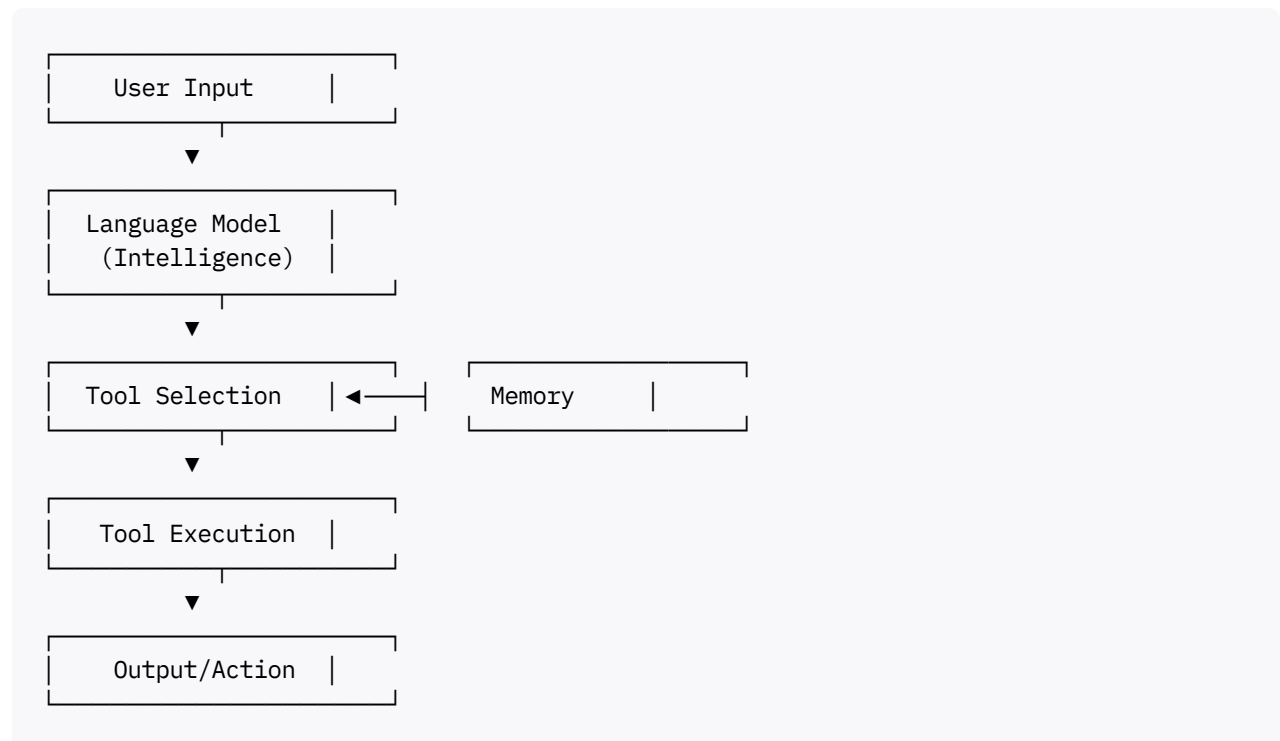 User Input
Language Model
(Intelligence)
Tool Selection
Memory
Tool Execution
Output/Action